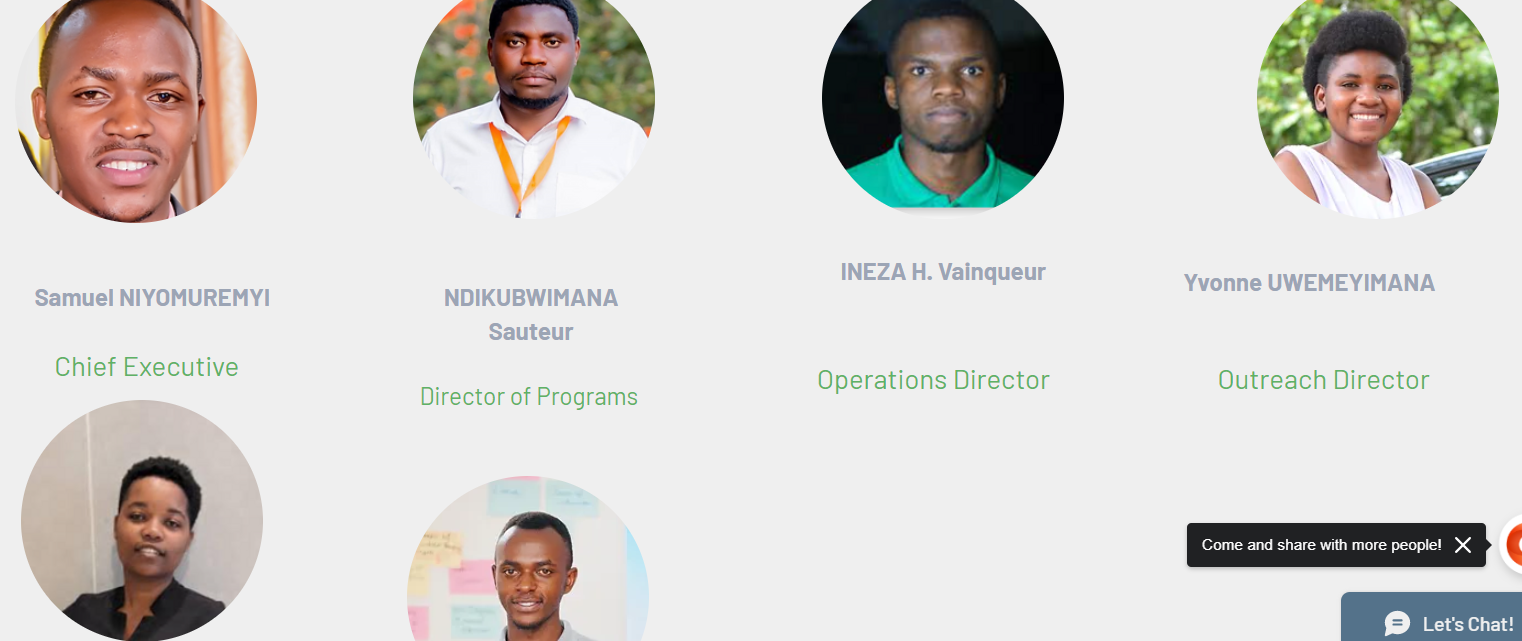 Samuel NIYOMUREMYI
Chief Executive
NDIKUBWIMANA
Sauteur
Director of Programs
INEZA H. Vainqueur
Operations Director
Yvonne UWEMEYIMANA
Outreach Director
Come and share with more people!
Let's Chat!